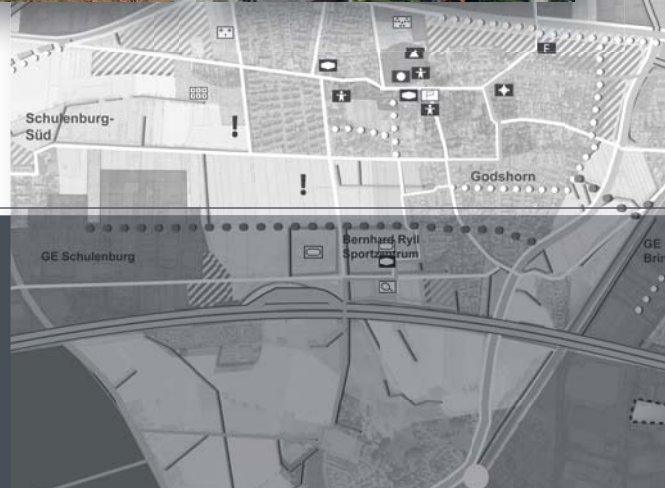 F
Schulenburg-
Süd
!
!
Godshorn
Bernhard Ryll
Sportzentrum
GE Schulenburg
GE
Brin